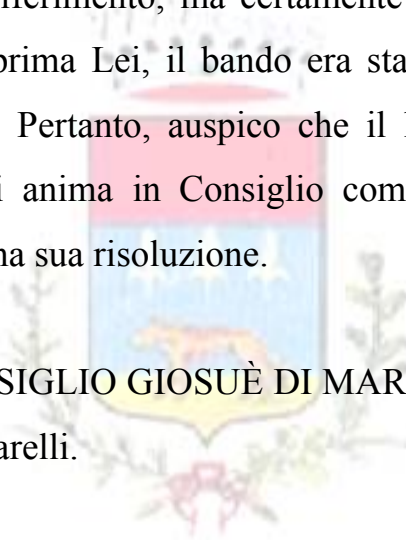 fferimento, ma certamente
prima Lei, il bando era sta
Pertanto, auspico che il
i anima in Consiglio com
na sua risoluzione.
SIGLIO GIOSUÈ DI MAR
arelli.